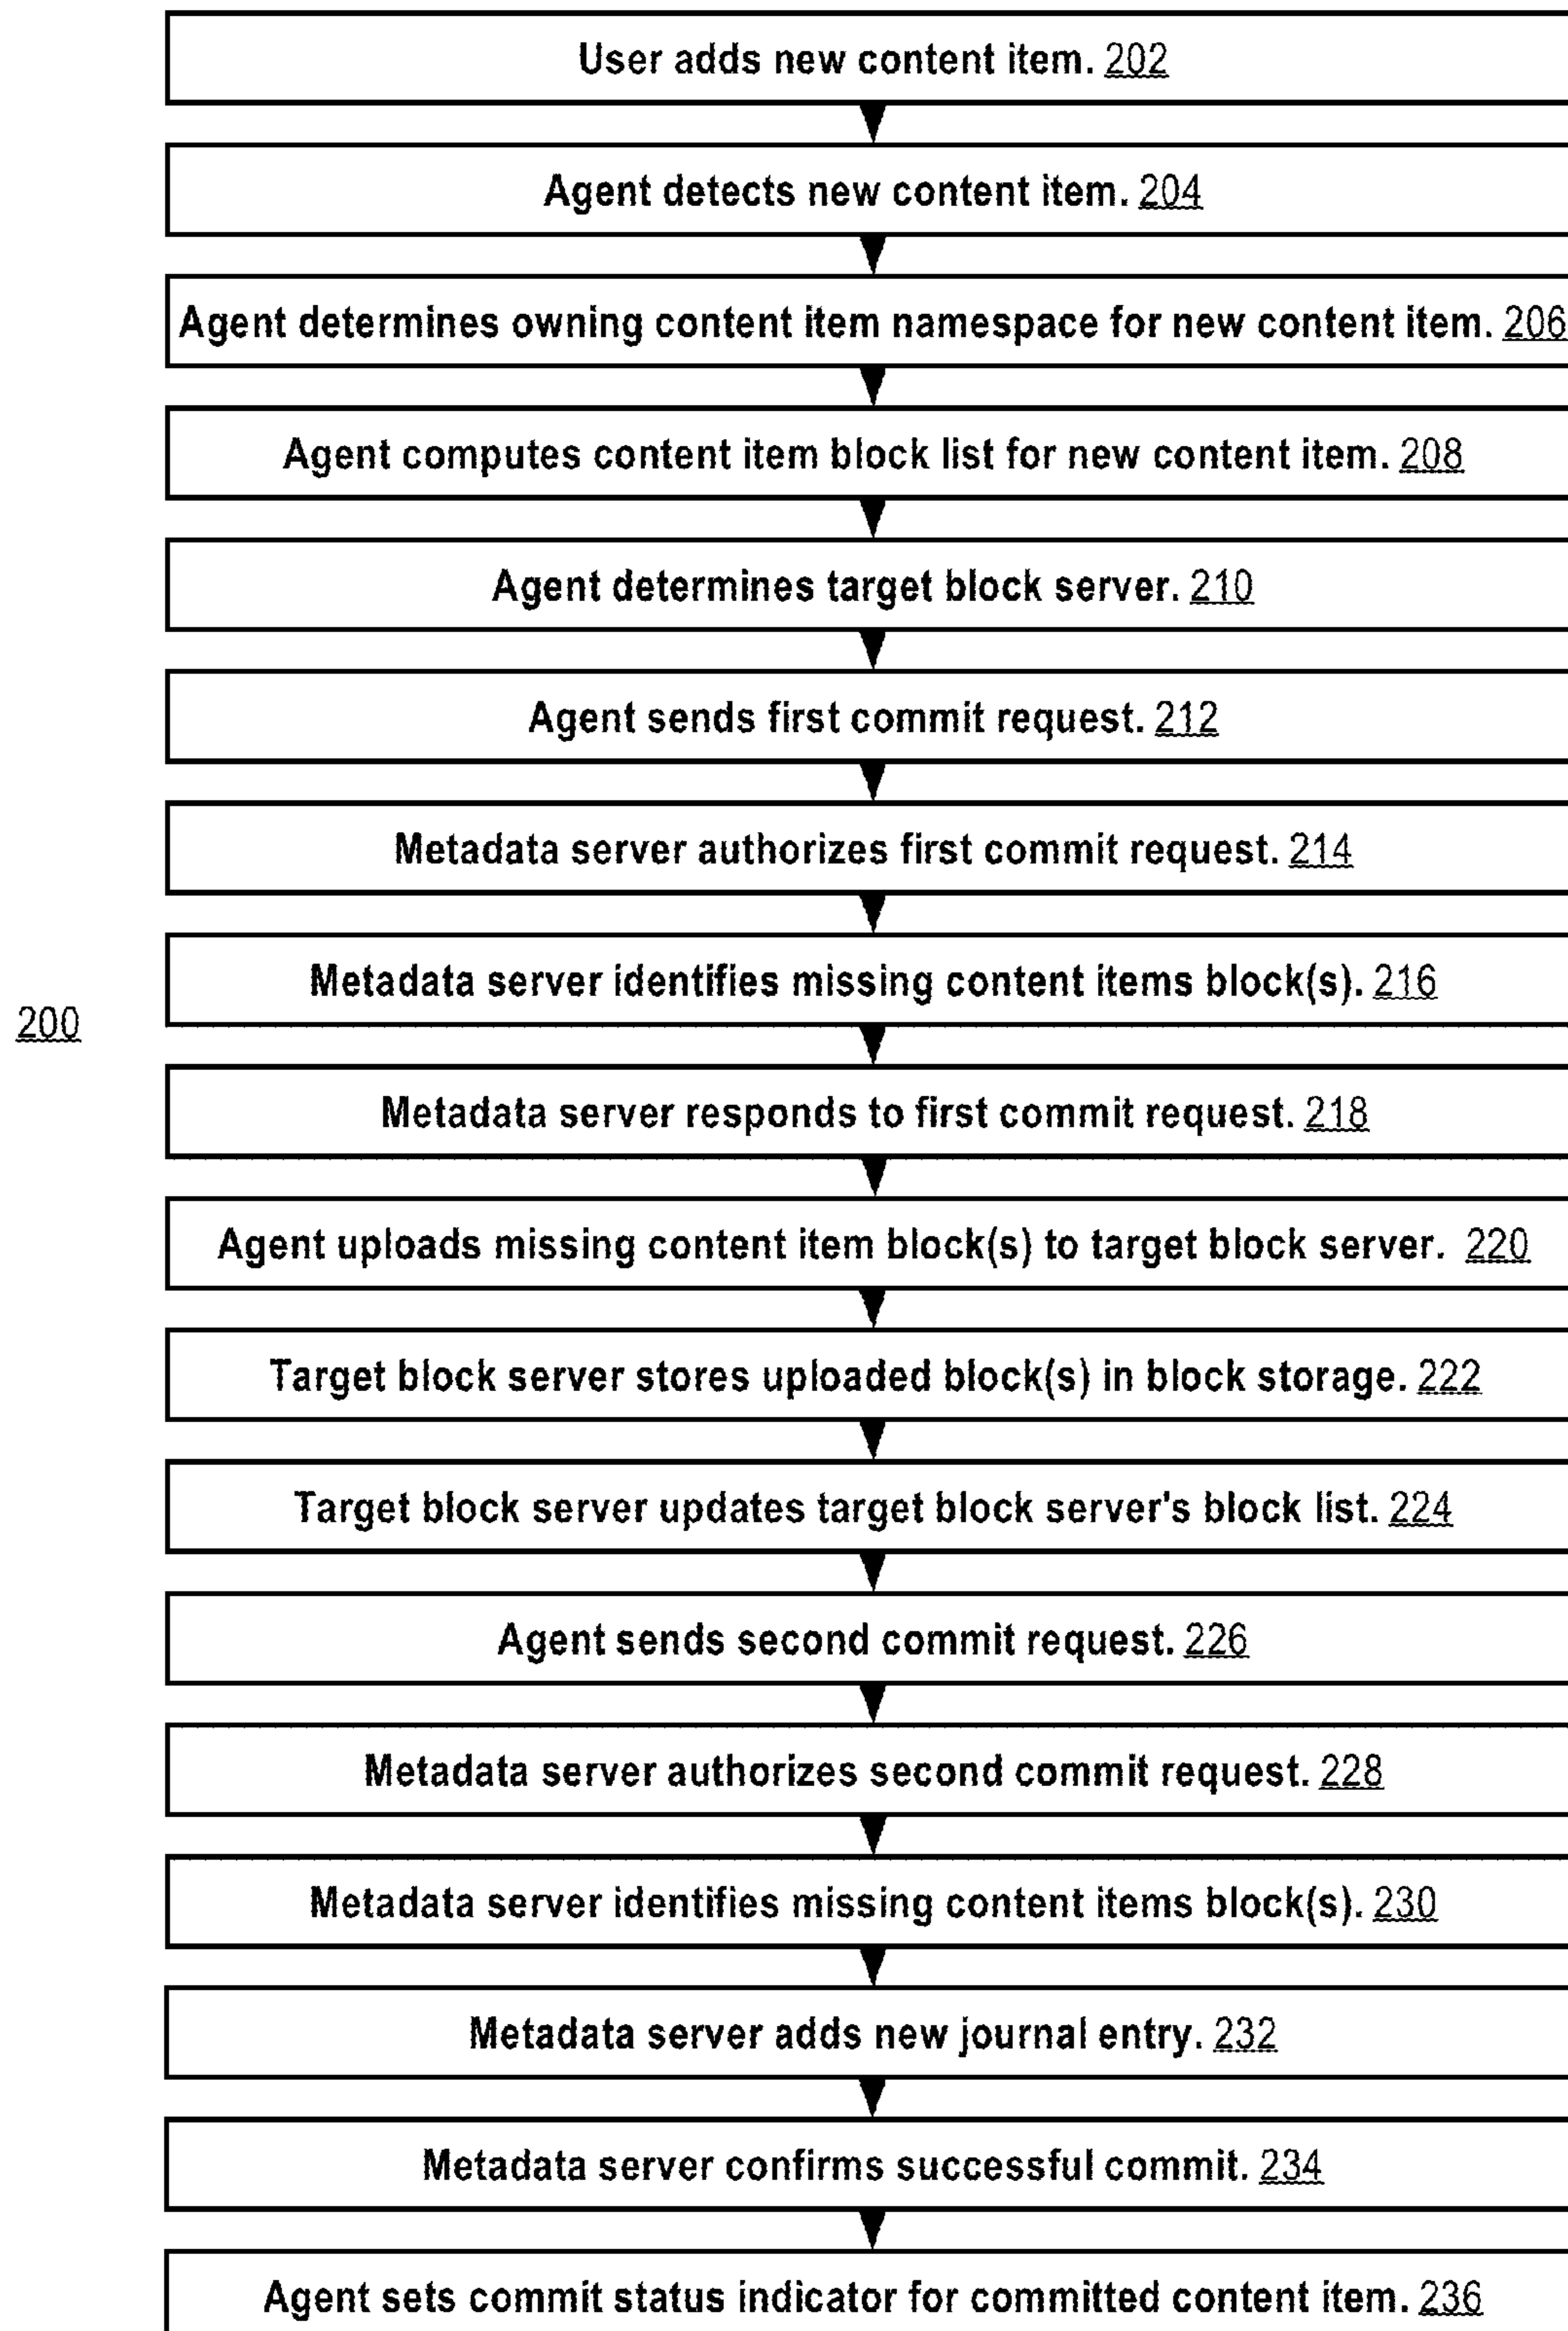 User adds new content item. 202
Agent detects new content item. 204
Agent determines owning content item namespace for new content item. 206
Agent computes content item block list for new content item. 208
Agent determines target block server. 210
Agent sends first commit request. 212
Metadata server authorizes first commit request. 214
Metadata server identifies missing content items block(s). 216
200
Metadata server responds to first commit request. 218
Agent uploads missing content item block(s) to target block server. 220
Target block server stores uploaded block(s) in block storage. 222
Target block server updates target block server's block list. 224
Agent sends second commit request. 226
Metadata server authorizes second commit request. 228
Metadata server identifies missing content items block(s). 230
Metadata server adds new journal entry. 232
Metadata server confirms successful commit. 234
Agent sets commit status indicator for committed content item. 236